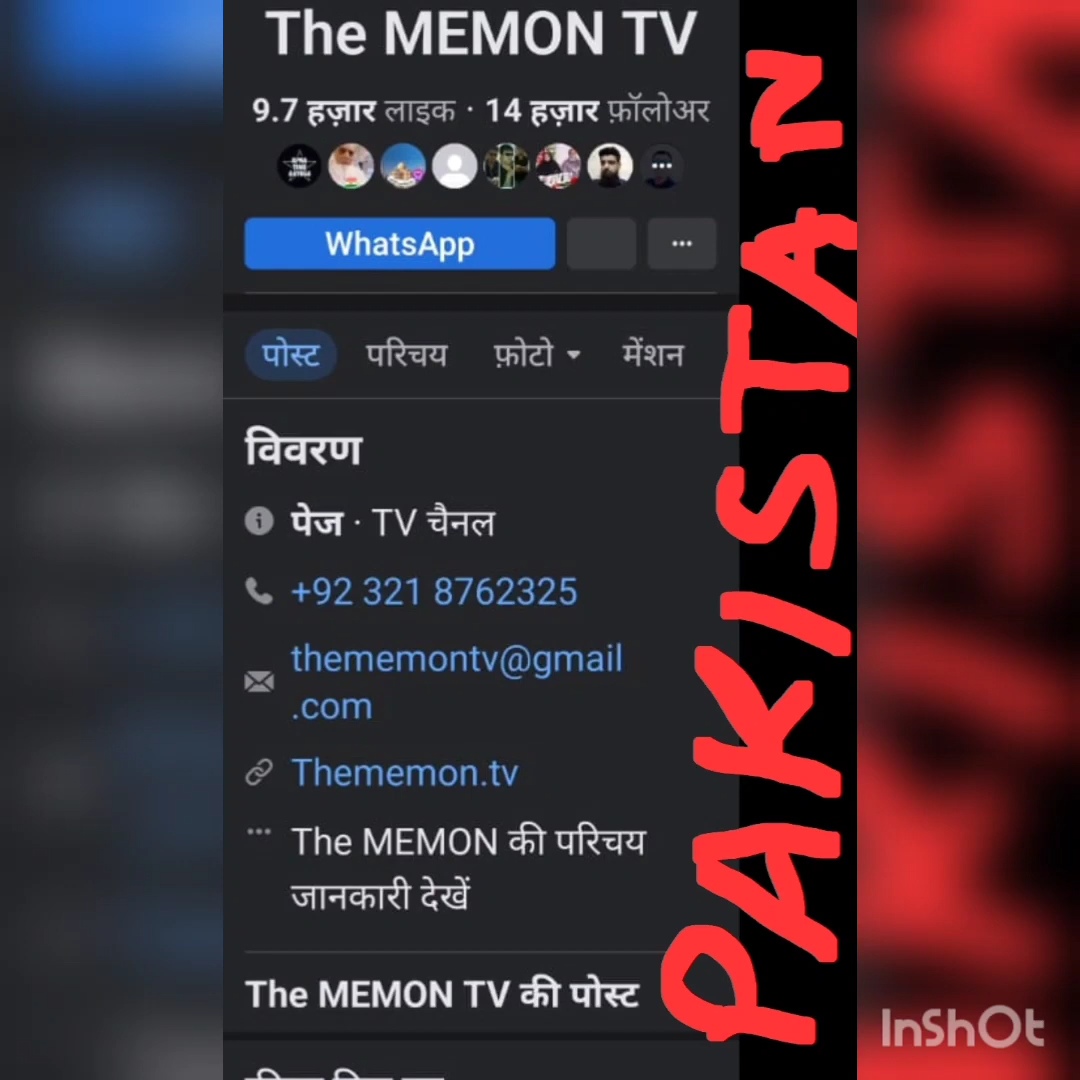 The MEMON TV
9.7 हज़ार लाइक · 14 हज़ार फ़ॉलोअर
WhatsApp
पोस्ट परिचय फ़ोटो मेंशन
विवरण
पेज · TV चैनल
+92 321 8762325
thememontv@gmail
.com
Thememon.tv
The MEMON की परिचय
जानकारी देखें
The MEMON TV की पोस्ट
PAKISTAN
InShOt